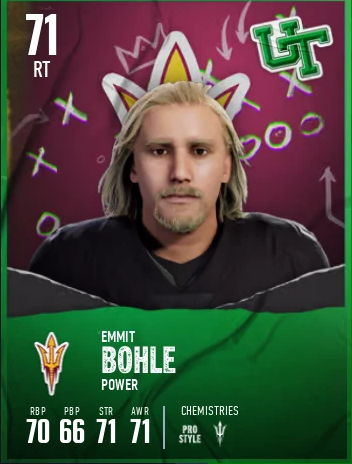 71
RT
UT
EMMIT
BOHLE
POWER
RBP PBP STR AWR
70 66 71 71
CHEMISTRIES
PRO
STYLE